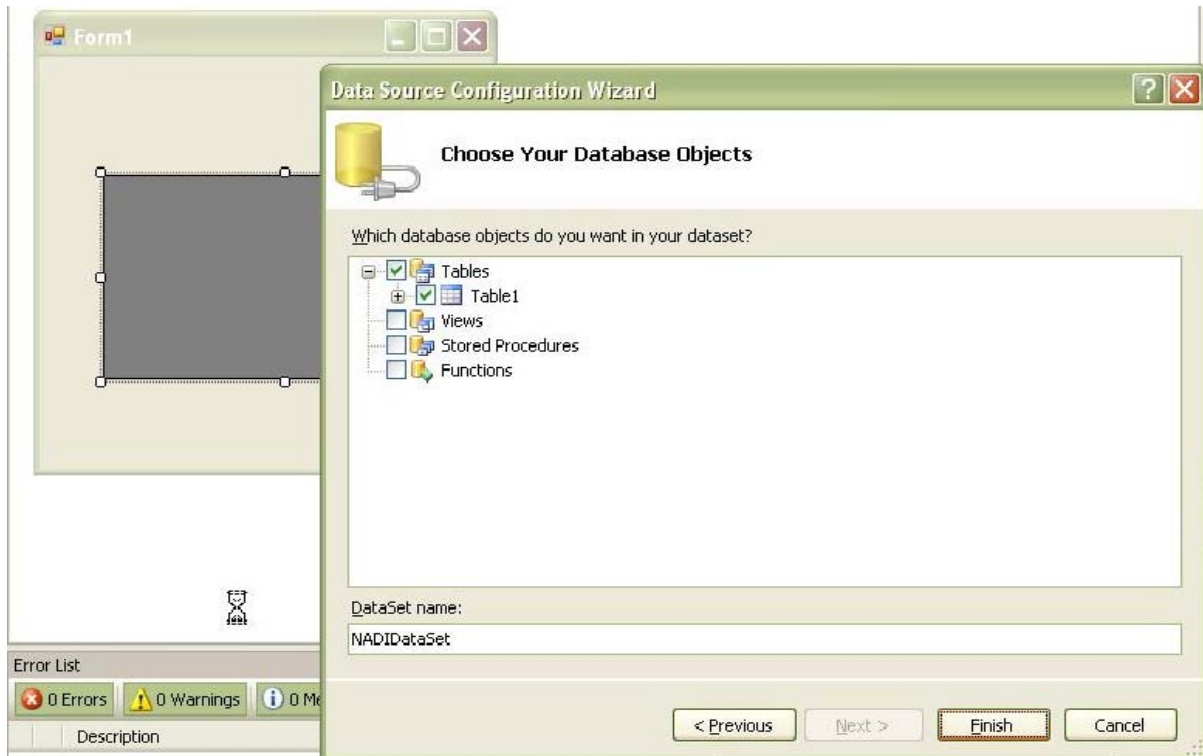 Form1
Data Source Configuration Wizard
Choose Your Database Objects
Which database objects do you want in your dataset?
Tables
Table1
Views
Stored Procedures
Functions
DataSet name:
NADIDataSet
Error List
0 Errors
0 Warnings
0 Me
Description
< Previous
Next >
Finish
Cancel